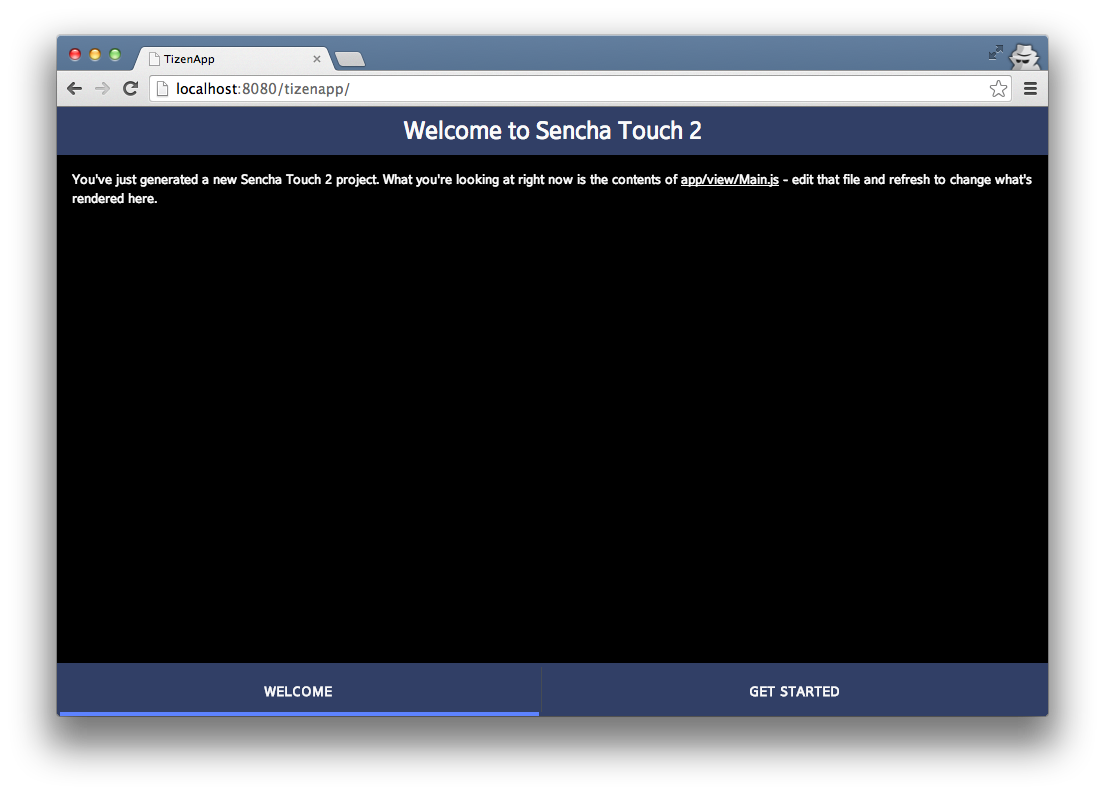 TizenApp
localhost:8080/tizenapp/
Welcome to Sencha Touch 2
You've just generated a new Sencha Touch 2 project. What you're looking at right now is the contents of app/view/Main.js - edit that file and refresh to change what's
rendered here.
WELCOME
GET STARTED